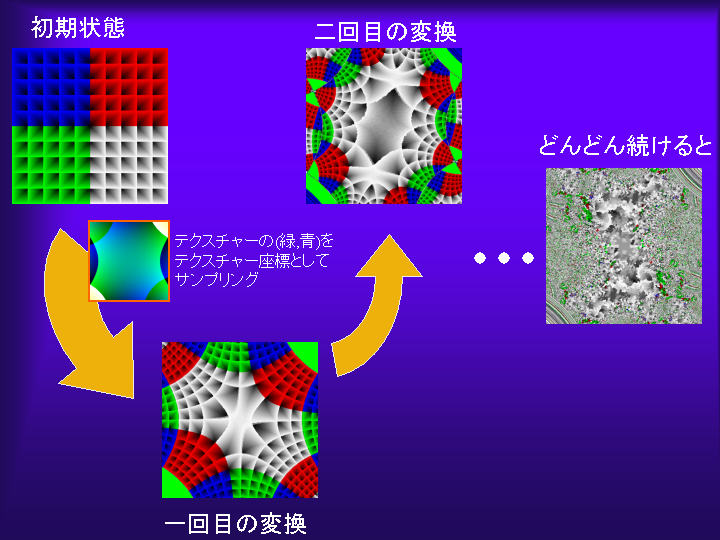 初期状態
二回目の変換
どんどん続けると
テクスチャーの(緑,青)を
テクスチャー座標として
サンプリング
一回目の変換